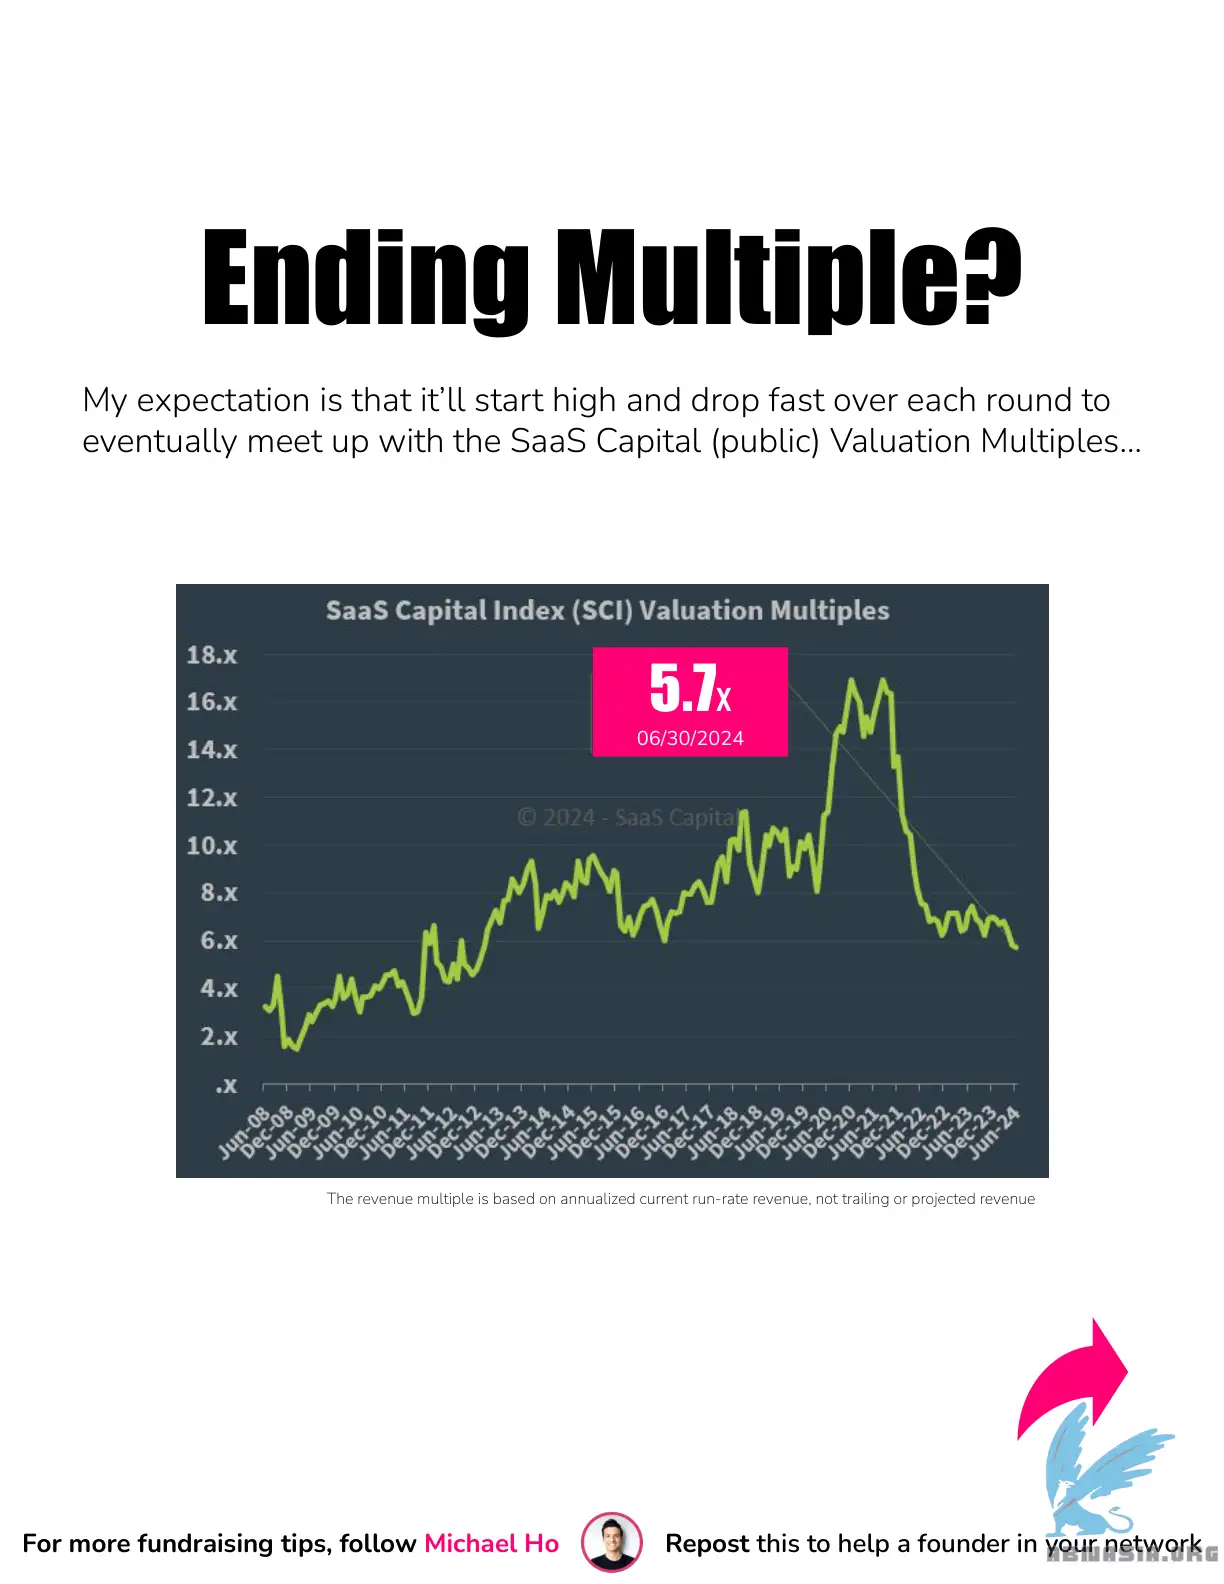 Ending Multiple?
My expectation is that it'll start high and drop fast over each round to
eventually meet up with the SaaS Capital (public) Valuation Multiples...
SaaS Capital Index (SCI) Valuation Multiples
18.x
16.x
14.x
12.x
10.x
8.x
6.x
4.x
2.x
.x
5.7x
06/30/2024
© 2024 - SaaS Capital
Jun-08
Dec-08
Jun-09
Dec-09
Jun-10
Dec-10
Jun-11
Dec-11
Jun-12
Dec-12
Jun-13
Dec-13
Jun-14
Dec-14
Jun-15
Dec-15
Jun-16
Dec-16
Jun-17
Dec-17
Jun-18
Dec-18
Jun-19
Dec-19
Jun-20
Dec-20
Jun-21
Dec-21
Jun-22
Dec-22
Jun-23
Dec-23
Jun-24
The revenue multiple is based on annualized current run-rate revenue, not trailing or projected revenue
For more fundraising tips, follow Michael Ho
Repost this to help a founder in your network
ABNASIA.ORG